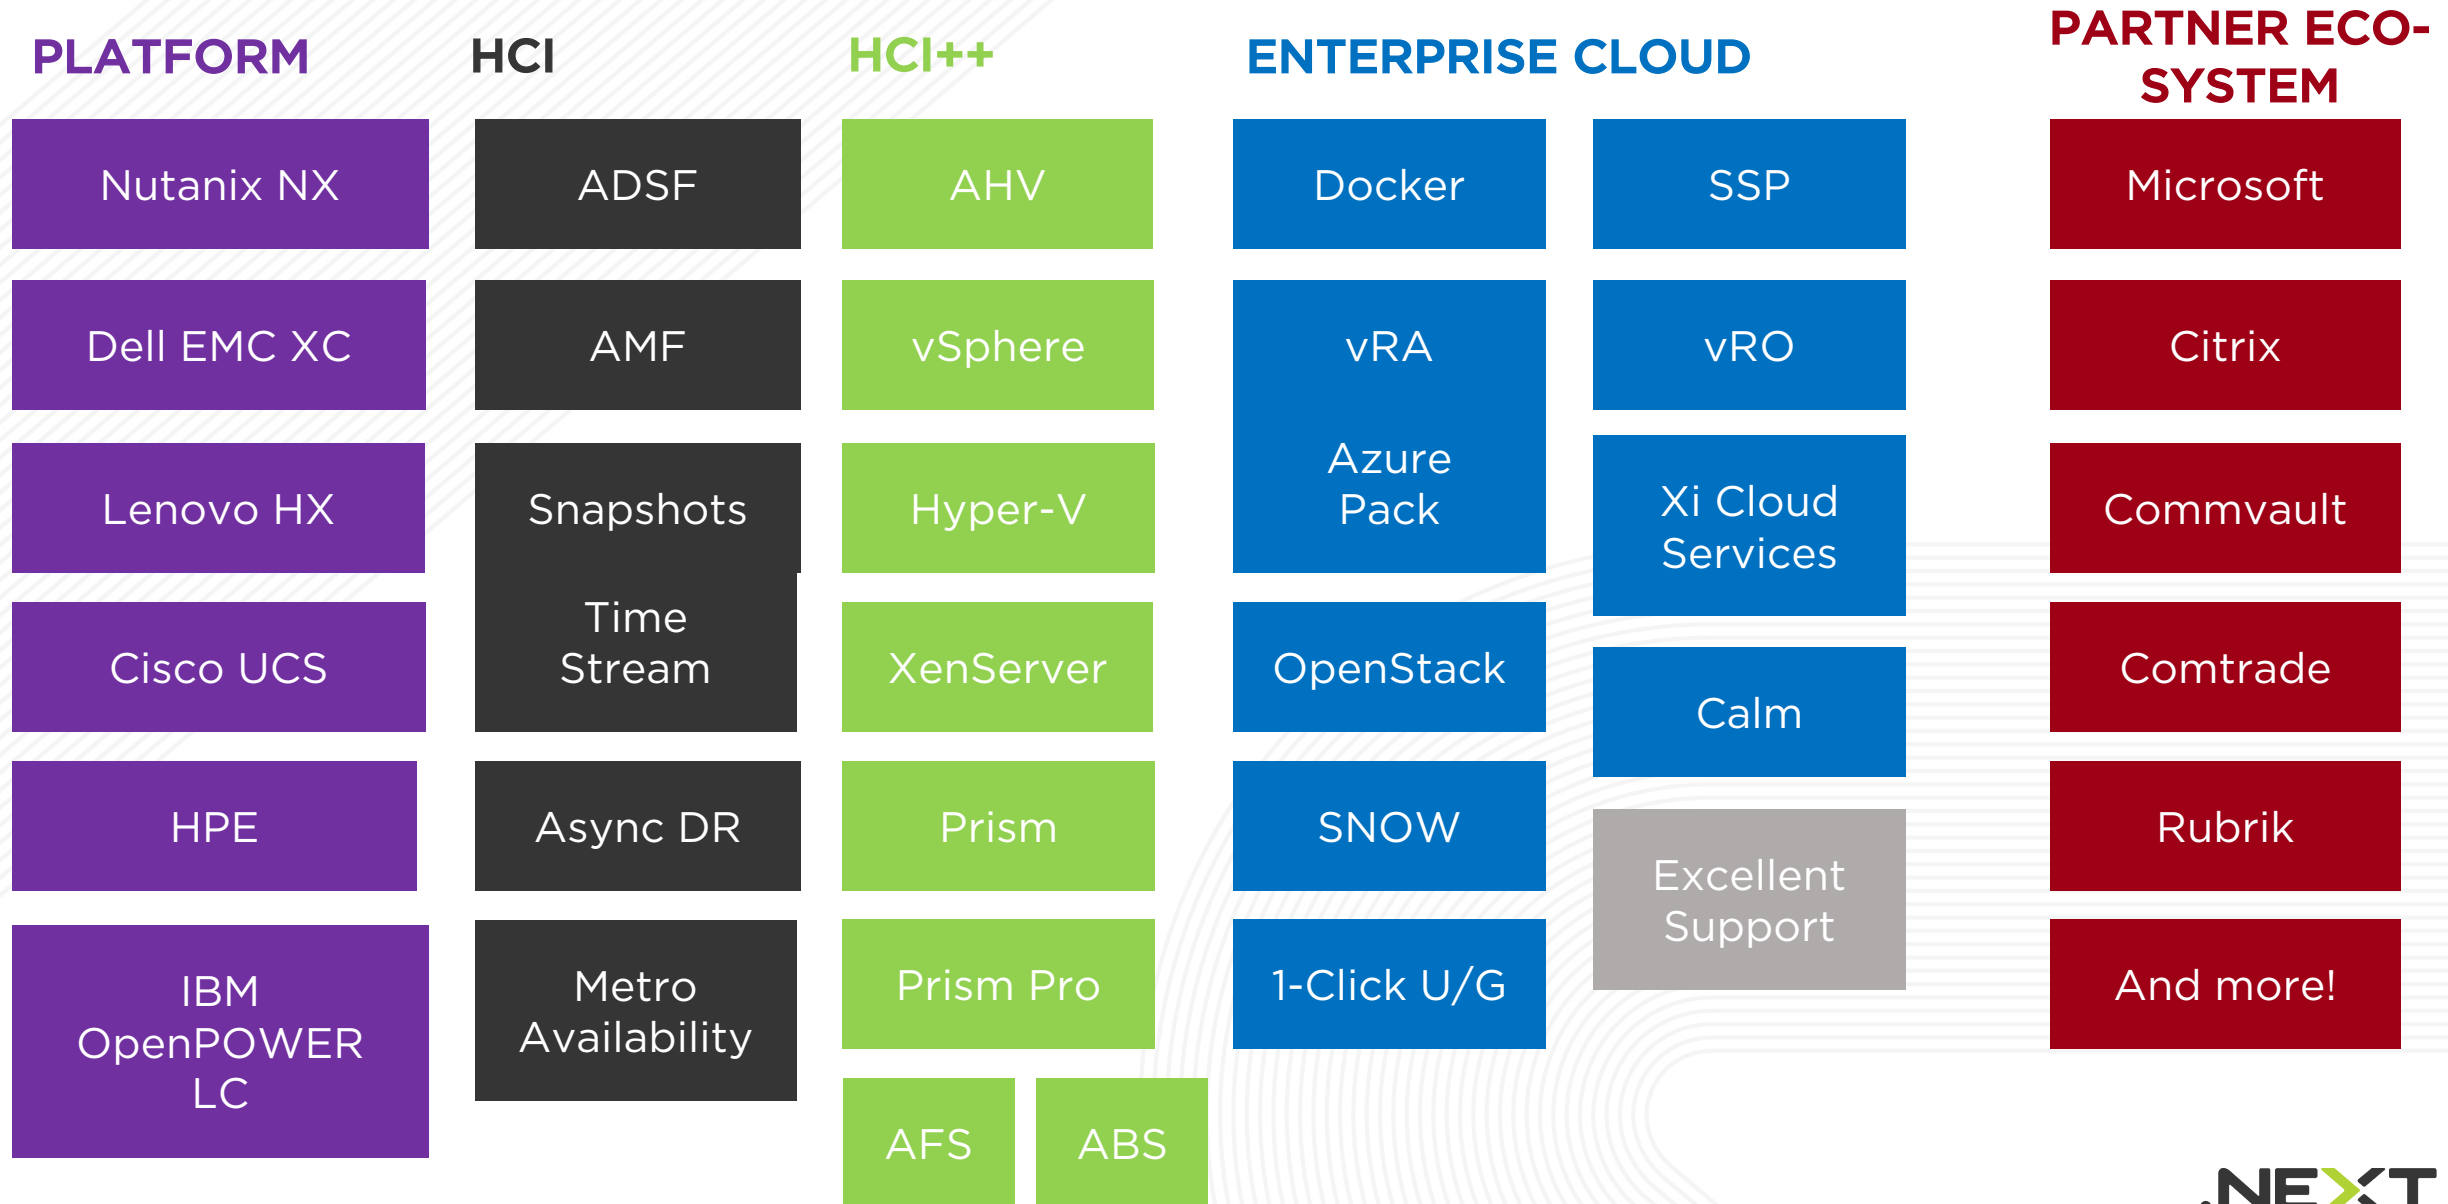 PLATFORM
Nutanix NX
Dell EMC XC
Lenovo HX
Cisco UCS
HPE
IBM
OpenPOWER
LC
HCI
ADSF
AMF
Snapshots
Time
Stream
Async DR
Metro
Availability
HCI++
AHV
vSphere
Hyper-V
XenServer
Prism
Prism Pro
AFS
ABS
ENTERPRISE CLOUD
Docker
vRA
Azure
Pack
OpenStack
SNOW
1-Click U/G
SSP
vRO
Xi Cloud
Services
Calm
Excellent
Support
PARTNER ECO-
SYSTEM
Microsoft
Citrix
Commvault
Comtrade
Rubrik
And more!
.NEXT